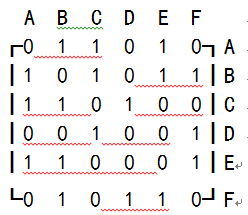 A B C D E F
┏0 1 1 0 1 0┓ A
┃1 0 1 0 1 1┃ B
┃1 1 0 1 0 0┃ C
┃0 0 1 0 0 1┃ D
┃1 1 0 0 0 1┃ E
┗0 1 0 1 1 0┛ F